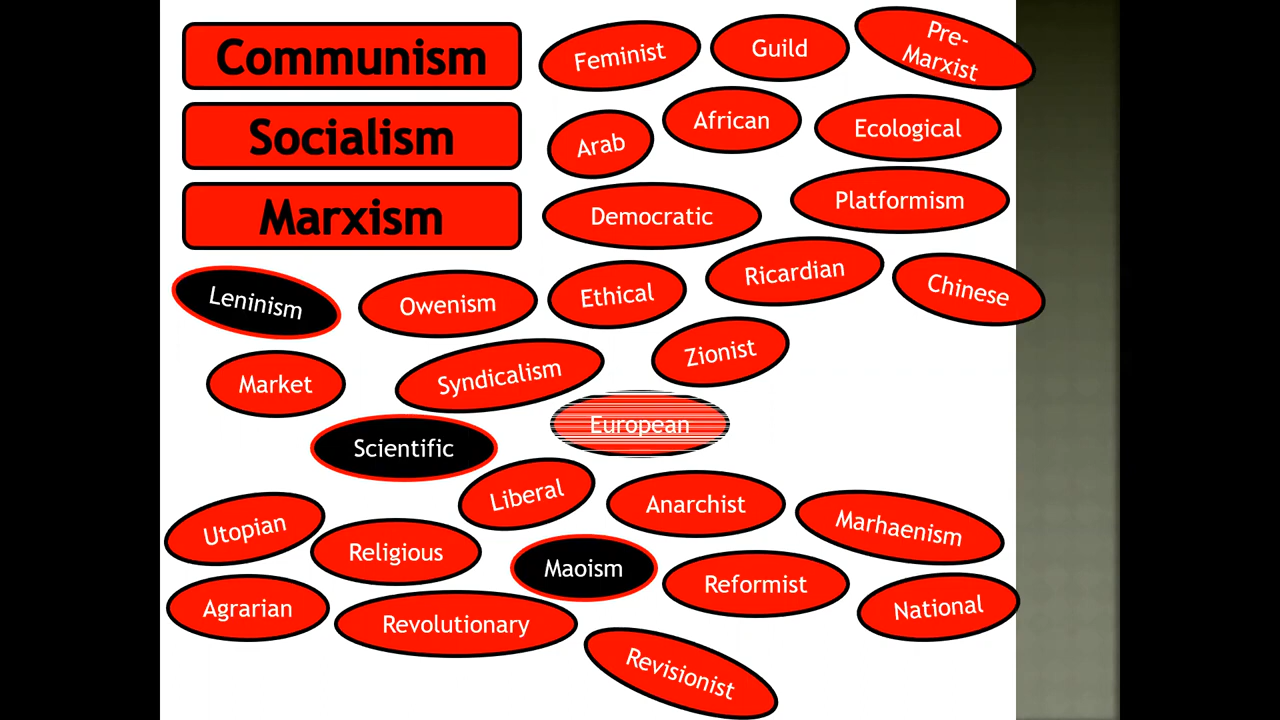 Communism
Socialism
Marxism
Feminist
Guild
Pre-
Marxist
Arab
African
Ecological
Democratic
Platformism
Leninism
Owenism
Ethical
Ricardian
Chinese
Market
Syndicalism
Zionist
Scientific
European
Liberal
Anarchist
Marhaenism
Utopian
Religious
Maoism
Reformist
National
Agrarian
Revolutionary
Revisionist